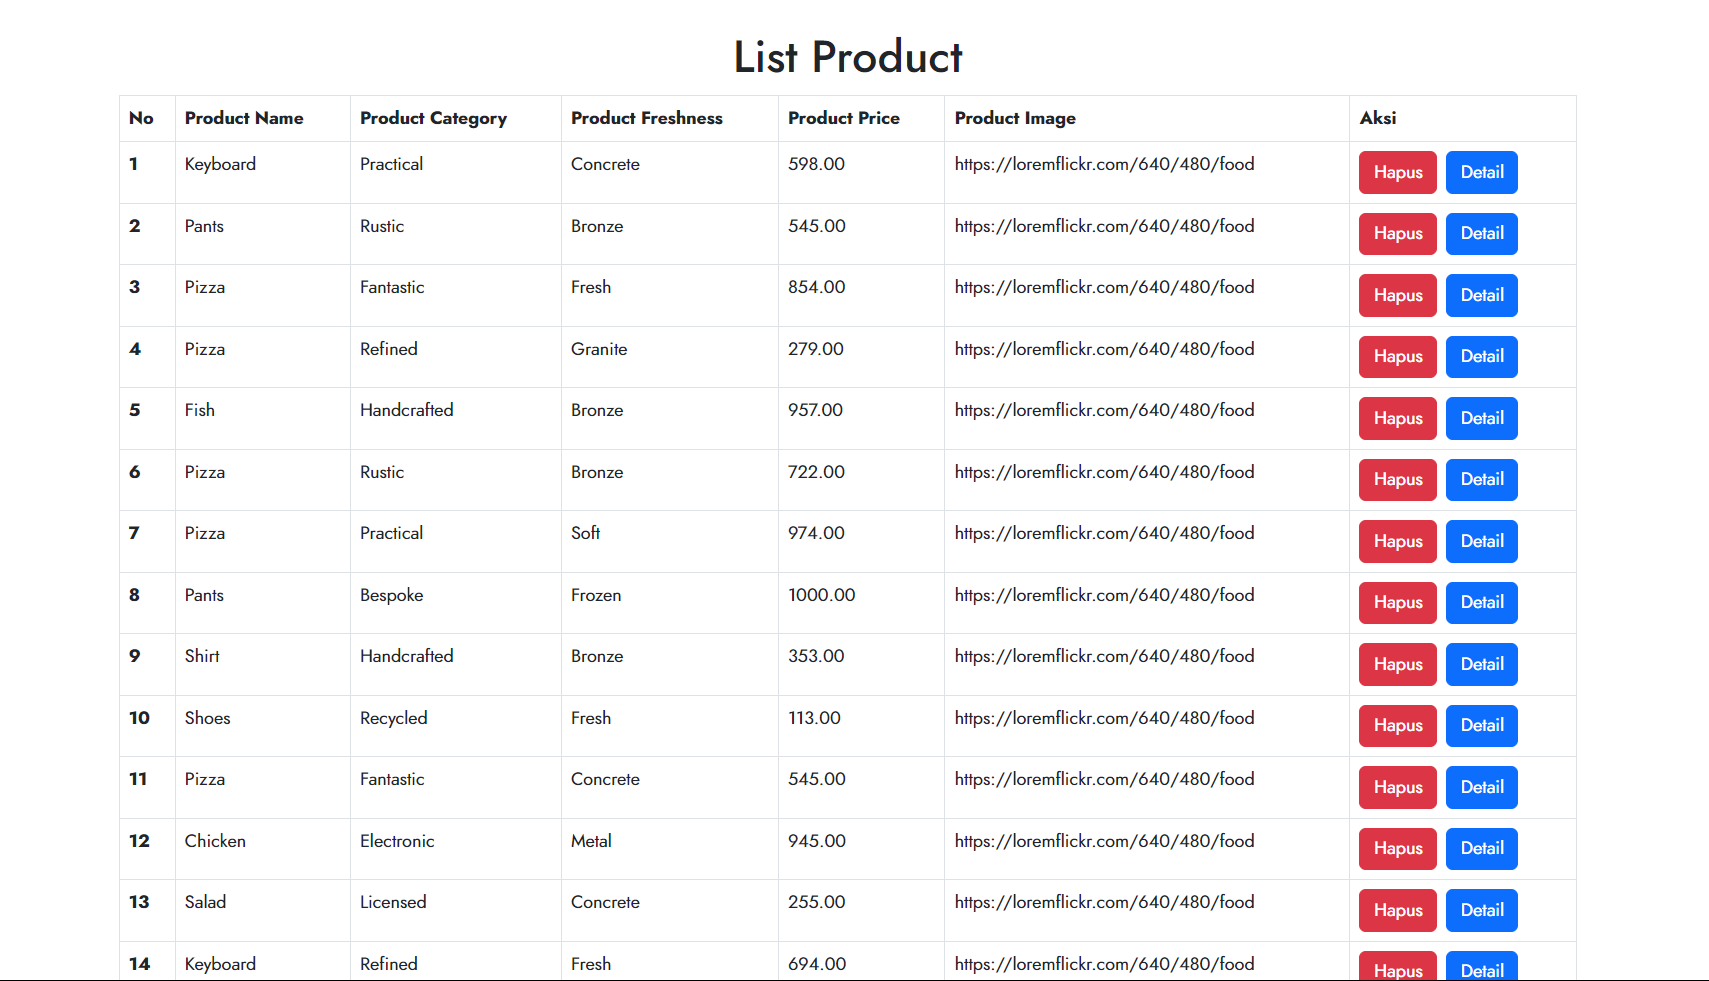 List Product
No Product Name Product Category Product Freshness Product Price Product Image Aksi
1 Keyboard Practical Concrete 598.00 https://loremflickr.com/640/480/food Hapus Detail
2 Pants Rustic Bronze 545.00 https://loremflickr.com/640/480/food Hapus Detail
3 Pizza Fantastic Fresh 854.00 https://loremflickr.com/640/480/food Hapus Detail
4 Pizza Refined Granite 279.00 https://loremflickr.com/640/480/food Hapus Detail
5 Fish Handcrafted Bronze 957.00 https://loremflickr.com/640/480/food Hapus Detail
6 Pizza Rustic Bronze 722.00 https://loremflickr.com/640/480/food Hapus Detail
7 Pizza Practical Soft 974.00 https://loremflickr.com/640/480/food Hapus Detail
8 Pants Bespoke Frozen 1000.00 https://loremflickr.com/640/480/food Hapus Detail
9 Shirt Handcrafted Bronze 353.00 https://loremflickr.com/640/480/food Hapus Detail
10 Shoes Recycled Fresh 113.00 https://loremflickr.com/640/480/food Hapus Detail
11 Pizza Fantastic Concrete 545.00 https://loremflickr.com/640/480/food Hapus Detail
12 Chicken Electronic Metal 945.00 https://loremflickr.com/640/480/food Hapus Detail
13 Salad Licensed Concrete 255.00 https://loremflickr.com/640/480/food Hapus Detail
14 Keyboard Refined Fresh 694.00 https://loremflickr.com/640/480/food Hapus Detail